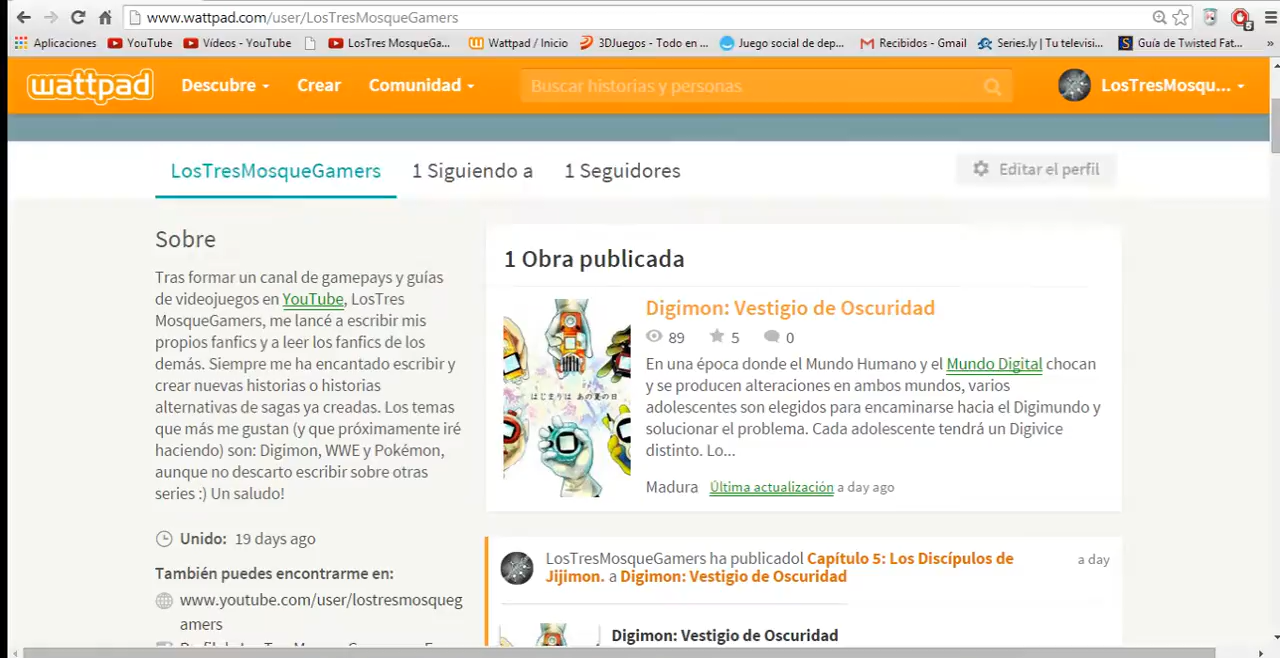 www.wattpad.com/user/LosTresMosqueGamers
Aplicaciones YouTube Vídeos - YouTube LosTres MosqueGa... Wattpad / Inicio 3DJuegos - Todo en ... Juego social de dep... Recibidos - Gmail Series.ly | Tu televisi... Guía de Twisted Fat... »
wattpad Descubre Crear Comunidad Buscar historias y personas LosTresMosqu...
LosTresMosqueGamers 1 Siguiendo a 1 Seguidores Editar el perfil
Sobre
Tras formar un canal de gamepays y guías
de videojuegos en YouTube, LosTres
MosqueGamers, me lancé a escribir mis
propios fanfics y a leer los fanfics de los
demás. Siempre me ha encantado escribir y
crear nuevas historias o historias
alternativas de sagas ya creadas. Los temas
que más me gustan (y que próximamente iré
haciendo) son: Digimon, WWE y Pokémon,
aunque no descarto escribir sobre otras
series :) Un saludo!
Unido: 19 days ago
También puedes encontrarme en:
www.youtube.com/user/lostresmosqueg
amers
1 Obra publicada
はじまりは あの夏の日
Digimon: Vestigio de Oscuridad
89 5 0
En una época donde el Mundo Humano y el Mundo Digital chocan
y se producen alteraciones en ambos mundos, varios
adolescentes son elegidos para encaminarse hacia el Digimundo y
solucionar el problema. Cada adolescente tendrá un Digivice
distinto. Lo...
Madura Última actualización a day ago
LosTresMosqueGamers ha publicadol Capítulo 5: Los Discípulos de
Jijimon. a Digimon: Vestigio de Oscuridad
a day
Digimon: Vestigio de Oscuridad